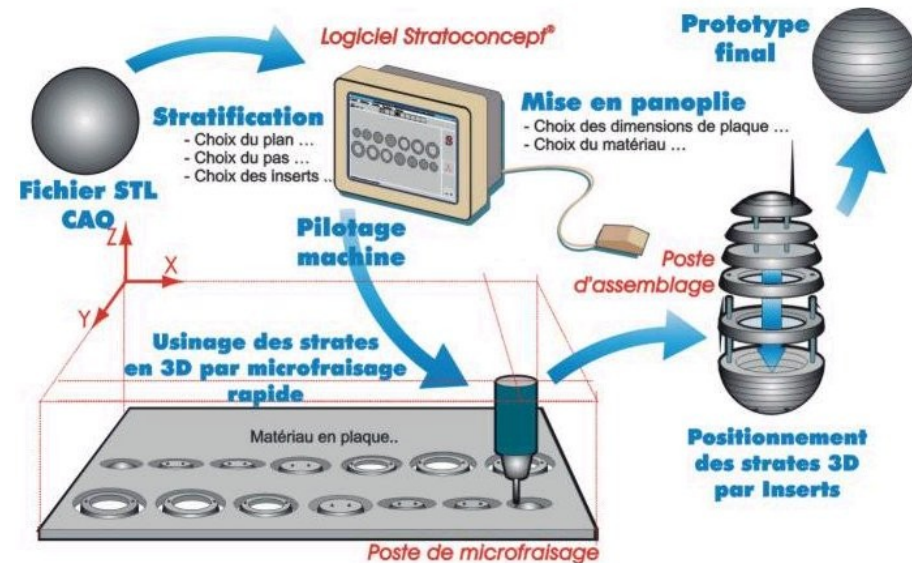 Fichier STL
CAO
Logiciel Stratoconcept®
Stratification
- Choix du plan ...
- Choix du pas ...
- Choix des inserts ...
Mise en panoplie
- Choix des dimensions de plaque ...
- Choix du matériau ...
Prototype
final
Pilotage
machine
Z
X
Y
Usinage des strates
en 3D par microfraisage
rapide
Matériau en plaque..
Poste de microfraisage
Poste
d'assemblage
Positionnement
des strates 3D
par Inserts